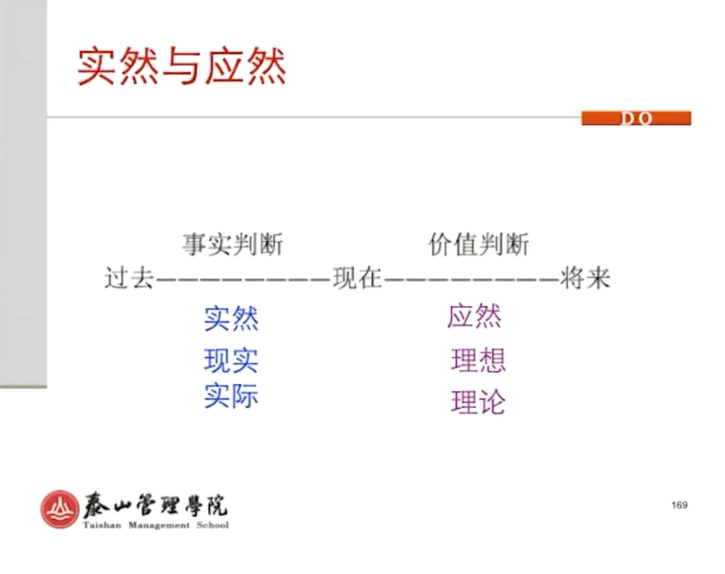 实然与应然
DO
事实判断 价值判断
过去————————现在————————将来
实然 应然
现实 理想
实际 理论
泰山管理學院
Taishan Management School
169